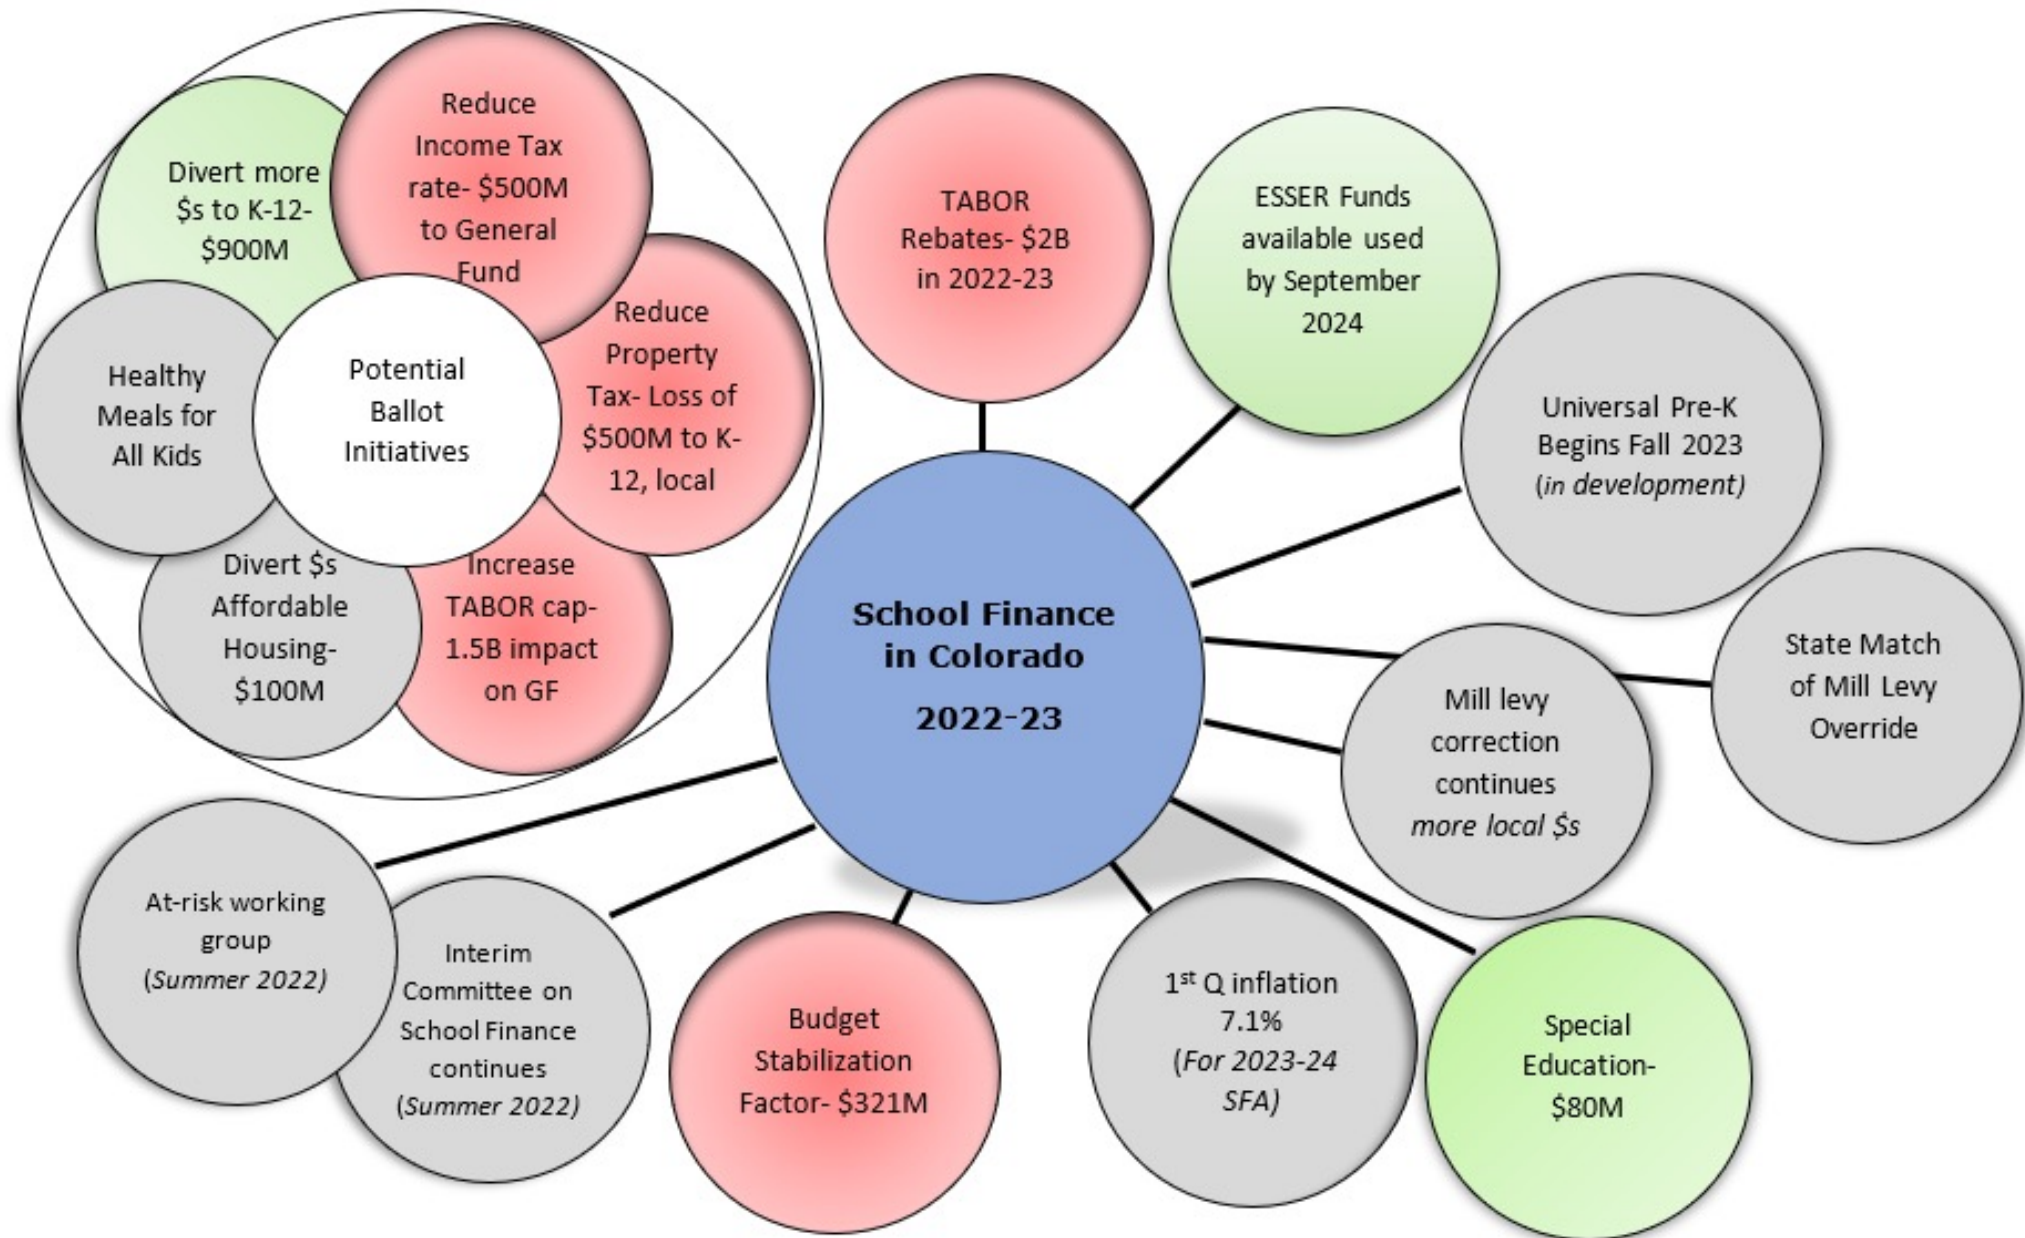 Reduce
Income Tax
rate- $500M
to General
Fund
Divert more
$s to K-12-
$900M
Reduce
Property
Tax- Loss of
$500M to K-
12, local
Healthy
Meals for
All Kids
Potential
Ballot
Initiatives
Divert $s
Affordable
Housing-
$100M
Increase
TABOR cap-
1.5B impact
on GF
TABOR
Rebates- $2B
in 2022-23
ESSER Funds
available used
by September
2024
Universal Pre-K
Begins Fall 2023
(in development)
School Finance
in Colorado
2022-23
State Match
of Mill Levy
Override
Mill levy
correction
continues
more local $s
At-risk working
group
(Summer 2022)
Interim
Committee on
School Finance
continues
(Summer 2022)
Budget
Stabilization
Factor- $321M
1st Q inflation
7.1%
(For 2023-24
SFA)
Special
Education-
$80M